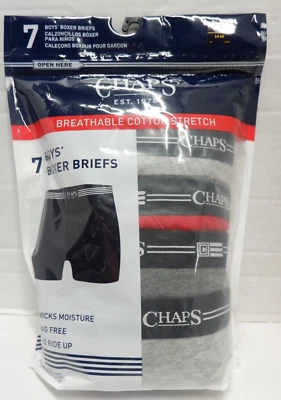 7 BOYS' BOXER BRIEFS
CALZONCILLOS BOXER
PARA NIÑOS
CALEÇONS BOXEUR POUR GARÇON
OPEN HERE
CHAPS
EST. 1978
BREATHABLE COTTON STRETCH
7 BOYS'
BOXER BRIEFS
CHAPS
CHAPS
C
CHAPS
WICKS MOISTURE
TAG FREE
NO RIDE UP